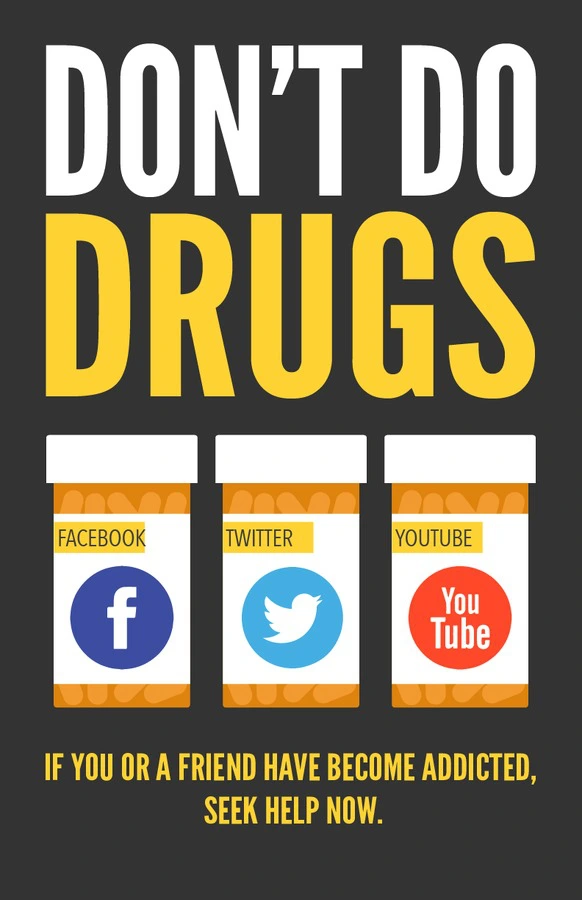 DON'T DO
DRUGS
FACEBOOK
TWITTER
YOUTUBE
f
You
Tube
IF YOU OR A FRIEND HAVE BECOME ADDICTED,
SEEK HELP NOW.